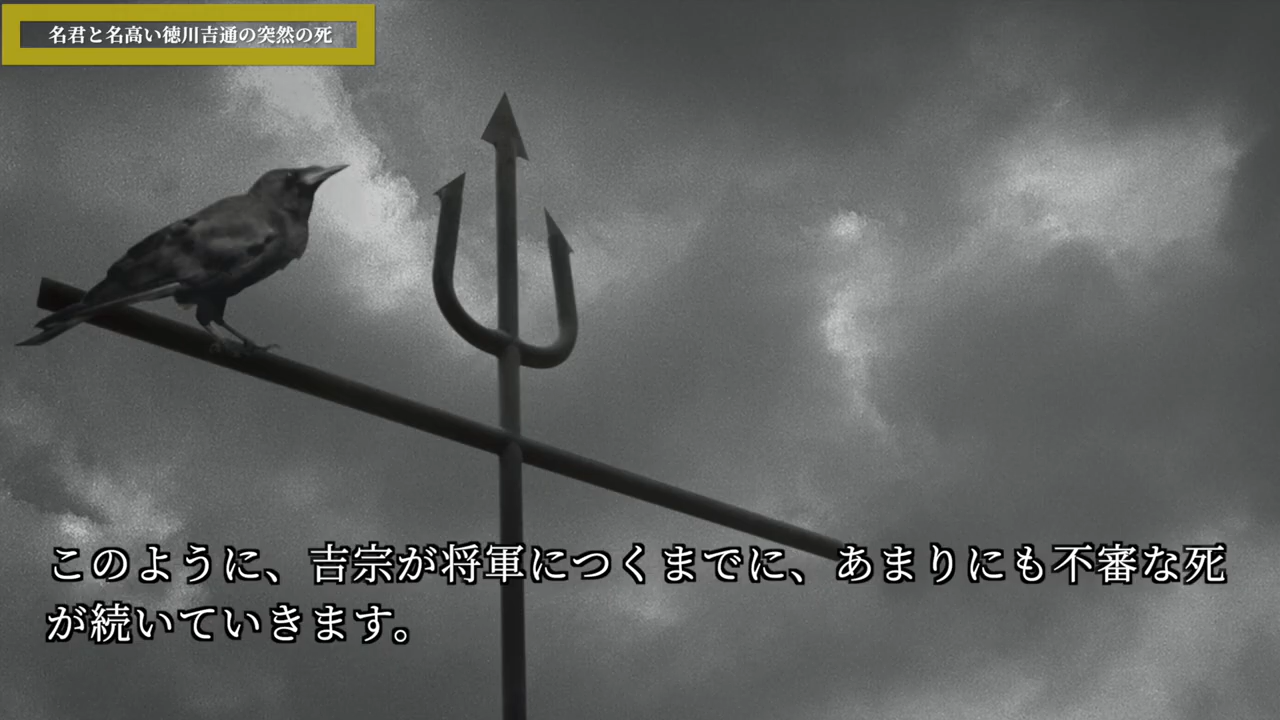 名君と名高い徳川吉通の突然の死
このように、吉宗が将軍につくまでに、あまりにも不審な死
が続いていきます。